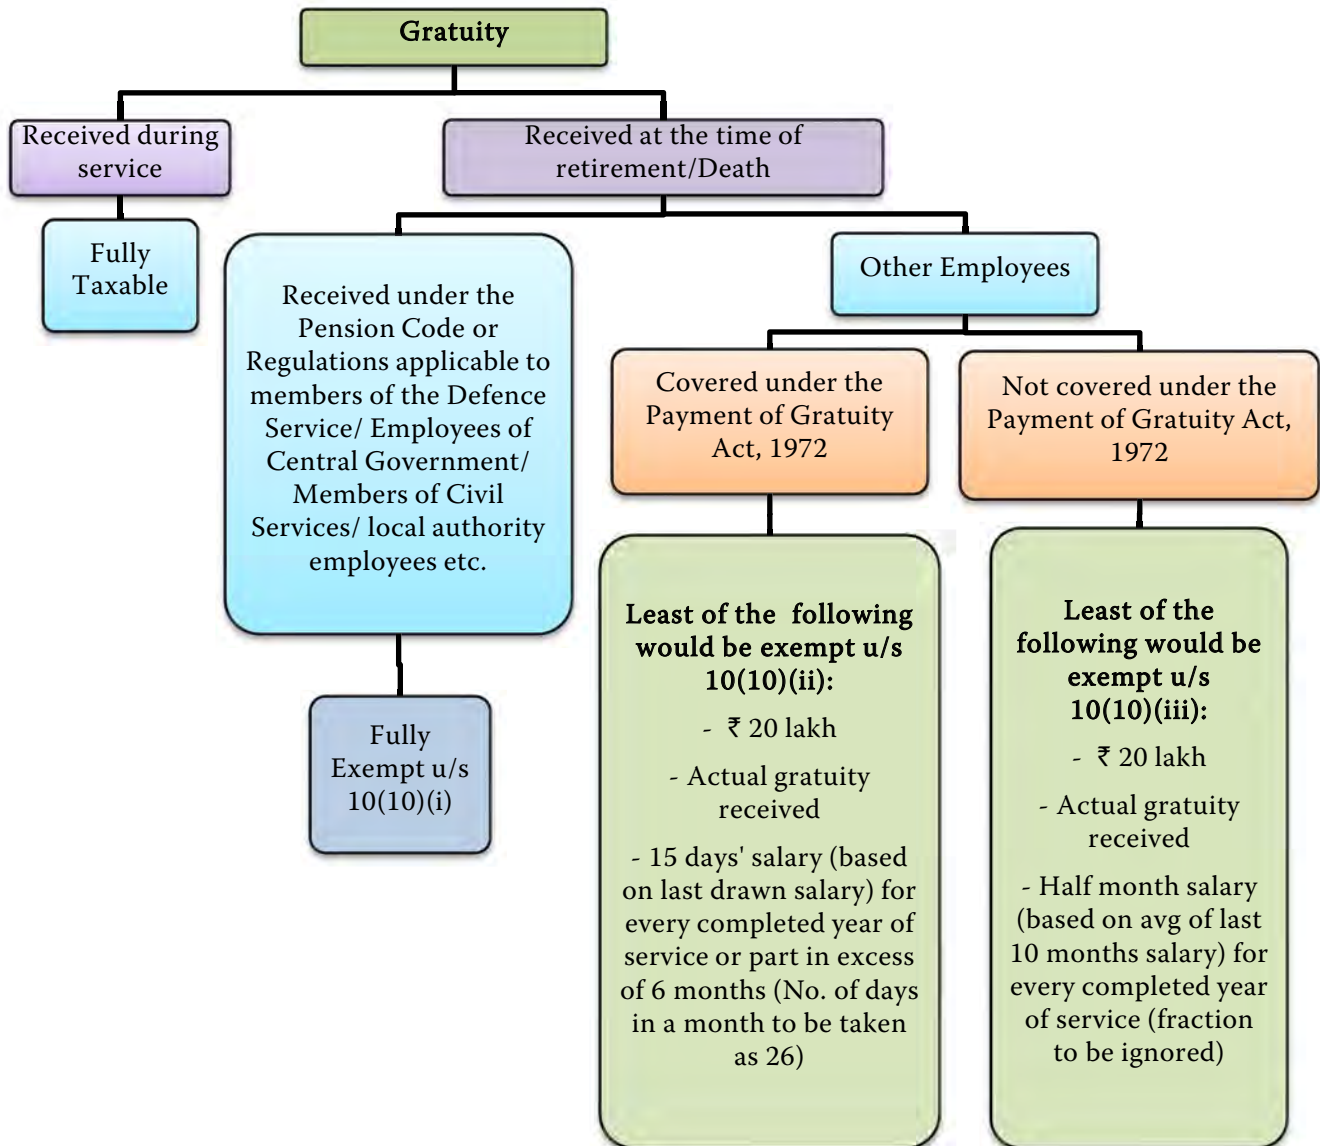 Gratuity
Received during
service
Received at the time of
retirement/Death
Fully
Taxable
Received under the
Pension Code or
Regulations applicable to
members of the Defence
Service/ Employees of
Central Government/
Members of Civil
Services/ local authority
employees etc.
Fully
Exempt u/s
10(10)(i)
Other Employees
Covered under the
Payment of Gratuity
Act, 1972
Not covered under the
Payment of Gratuity Act,
1972
Least of the following
would be exempt u/s
10(10)(ii):
- ₹ 20 lakh
- Actual gratuity
received
- 15 days' salary (based
on last drawn salary) for
every completed year of
service or part in excess
of 6 months (No. of days
in a month to be taken
as 26)
Least of the
following would be
exempt u/s
10(10)(iii):
- ₹ 20 lakh
- Actual gratuity
received
- Half month salary
(based on avg of last
10 months salary) for
every completed year
of service (fraction
to be ignored)